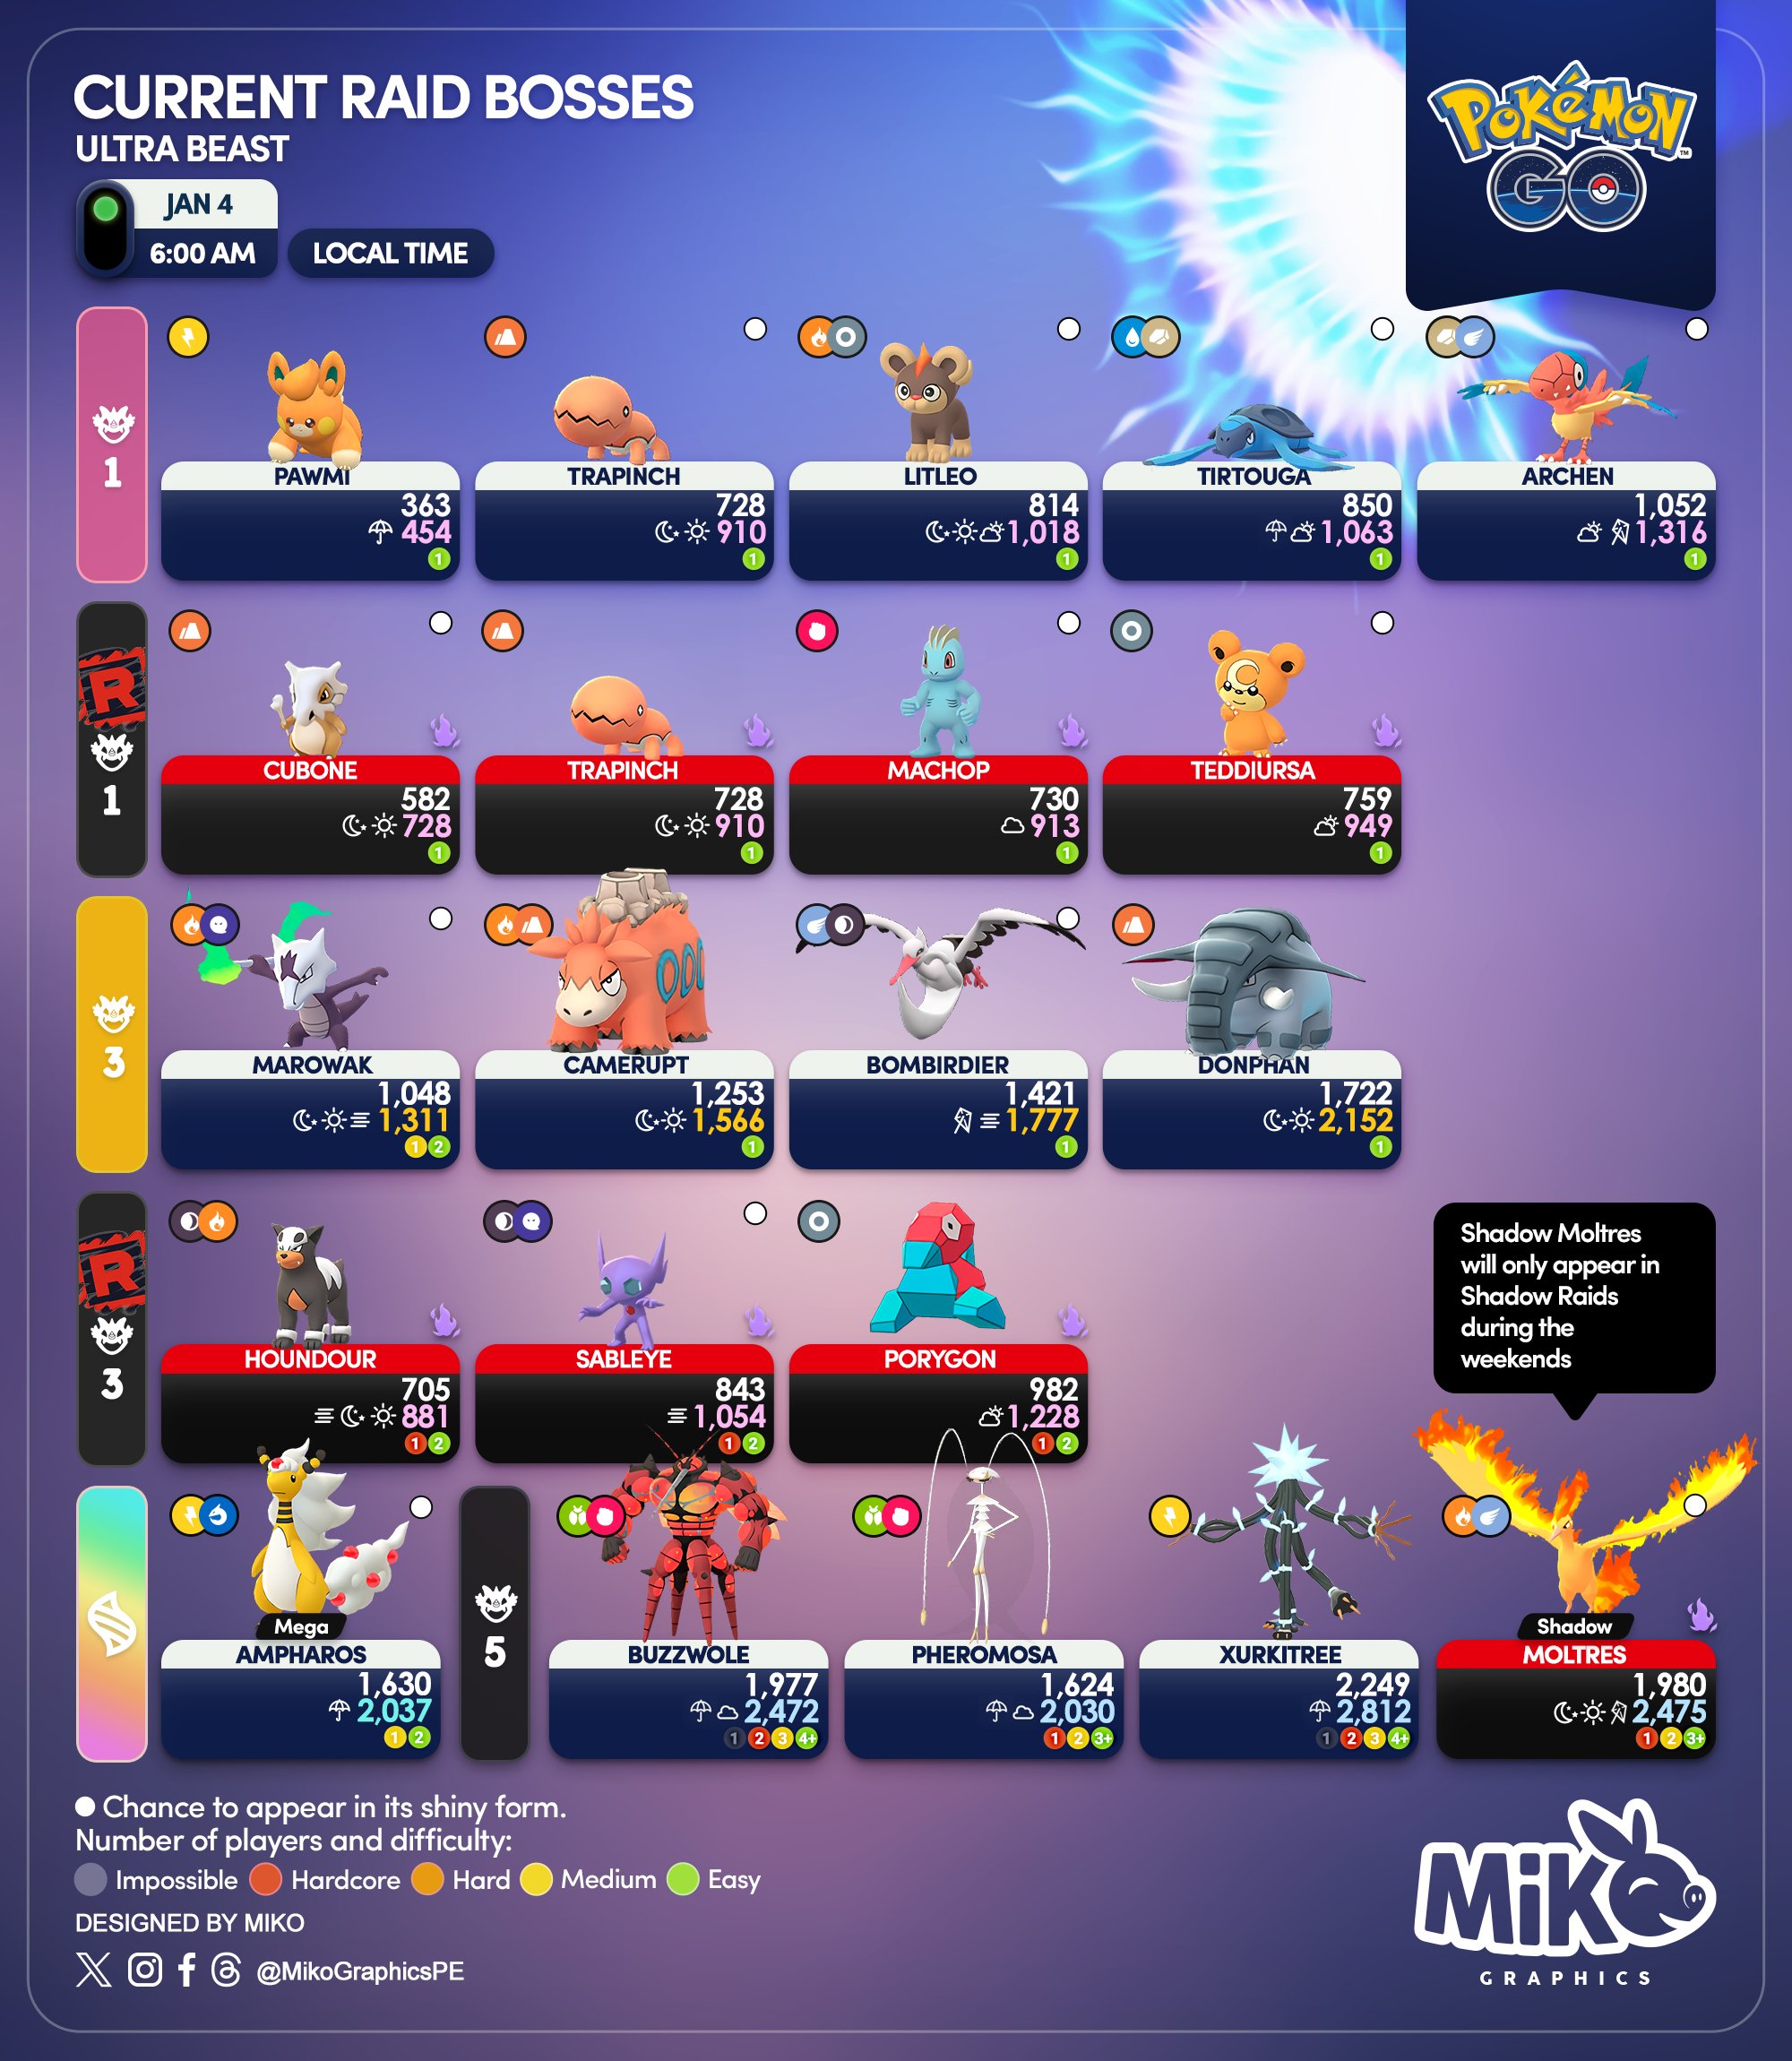 CURRENT RAID BOSSES
ULTRA BEAST
JAN 4
6:00 AM
LOCAL TIME
POKéMON™
GO
1
PAWMI
363
454
1
TRAPINCH
728
910
1
LITLEO
814
1,018
1
TIRTOUGA
850
1,063
1
ARCHEN
1,052
1,316
1
R
1
CUBONE
582
728
1
TRAPINCH
728
910
1
MACHOP
730
913
1
TEDDIURSA
759
949
1
3
MAROWAK
1,048
1,311
1 2
CAMERUPT
1,253
1,566
1
BOMBIRDIER
1,421
1,777
1
DONPHAN
1,722
2,152
1
R
3
HOUNDOUR
705
881
1 2
SABLEYE
843
1,054
1 2
PORYGON
982
1,228
1 2
Shadow Moltres
will only appear in
Shadow Raids
during the
weekends
Mega
AMPHAROS
1,630
2,037
1 2
5
BUZZWOLE
1,977
2,472
1 2 3 4+
PHEROMOSA
1,624
2,030
1 2 3+
XURKITREE
2,249
2,812
1 2 3 4+
Shadow
MOLTRES
1,980
2,475
1 2 3+
Chance to appear in its shiny form.
Number of players and difficulty:
Impossible Hardcore Hard Medium Easy
DESIGNED BY MIKO
@MikoGraphicsPE
MiKO
GRAPHICS